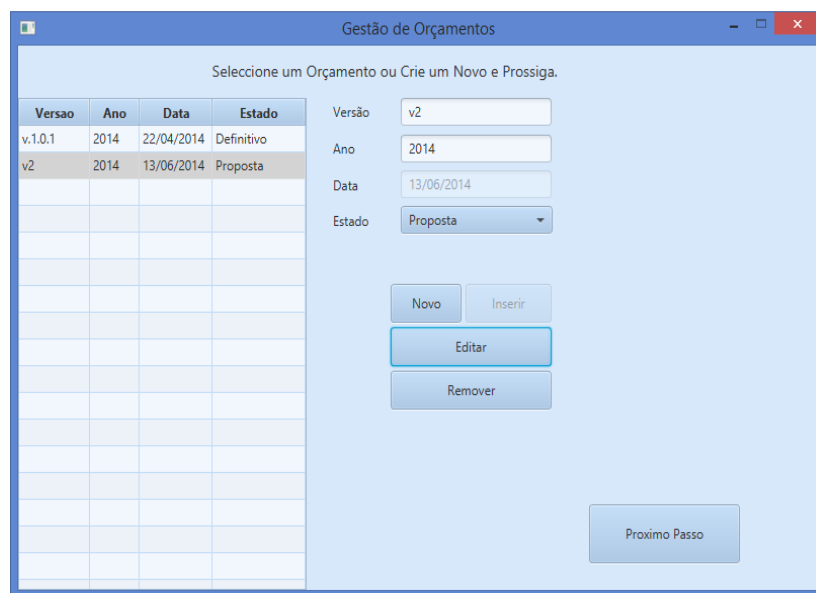 Gestão de Orçamentos
Seleccione um Orçamento ou Crie um Novo e Prossiga.
Versao Ano Data Estado
v.1.0.1 2014 22/04/2014 Definitivo
v2 2014 13/06/2014 Proposta
Versão v2
Ano 2014
Data 13/06/2014
Estado Proposta
Novo Inserir
Editar
Remover
Proximo Passo